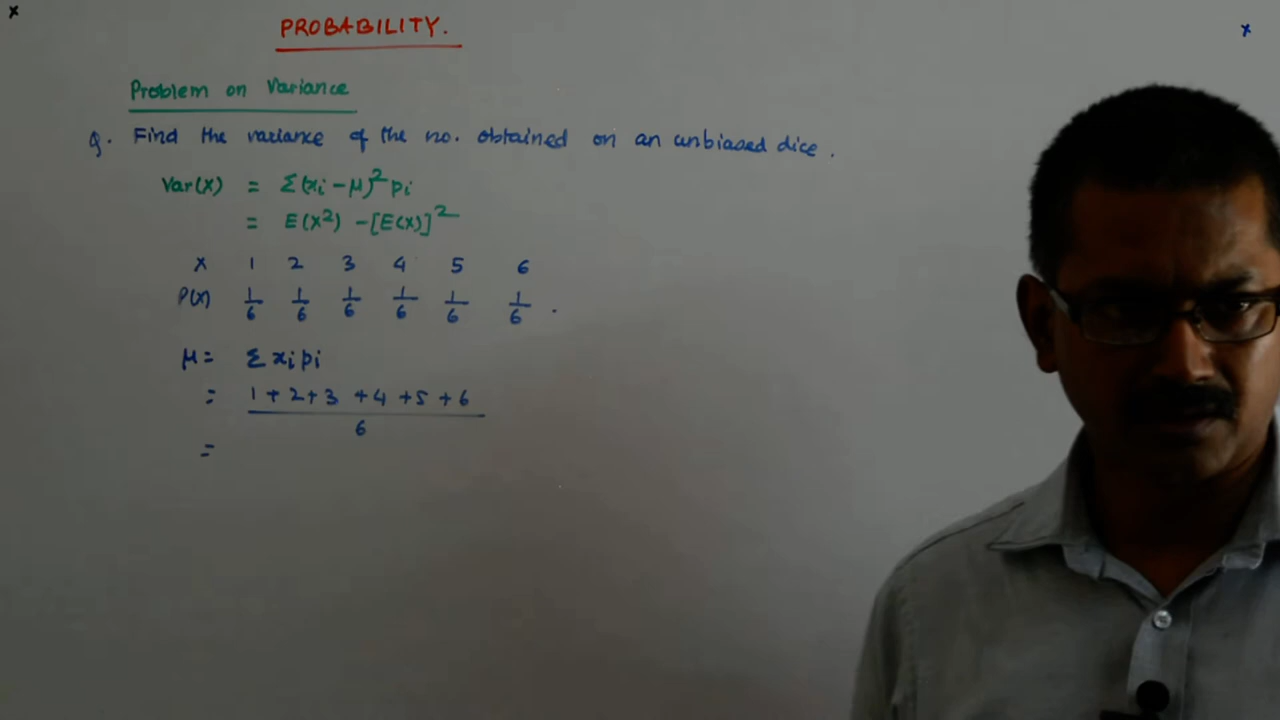 x
x
PROBABILITY.
Problem on Variance
Q. Find the variance of the no. obtained on an unbiased dice.
Var(X) = Σ(xi - μ)² pi
= E(X²) - [E(X)]²
X 1 2 3 4 5 6
P(X) 1/6 1/6 1/6 1/6 1/6 1/6 .
μ = Σ xi pi
= 1 + 2 + 3 + 4 + 5 + 6
6
=